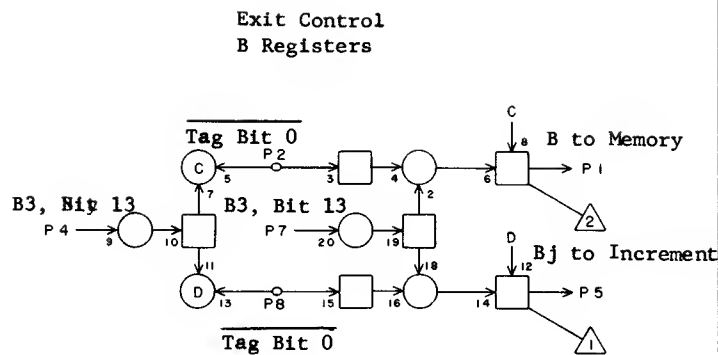 Exit Control
B Registers
Tag Bit 0
P2
C
C
B to Memory
5
3
4
6
8
P1
7
2
2
B3, Bit 13
B3, Bit 13
P4
9
10
P7
20
19
11
18
D
Bj to Increment
D
13
P8
15
16
14
12
P5
Tag Bit 0
1